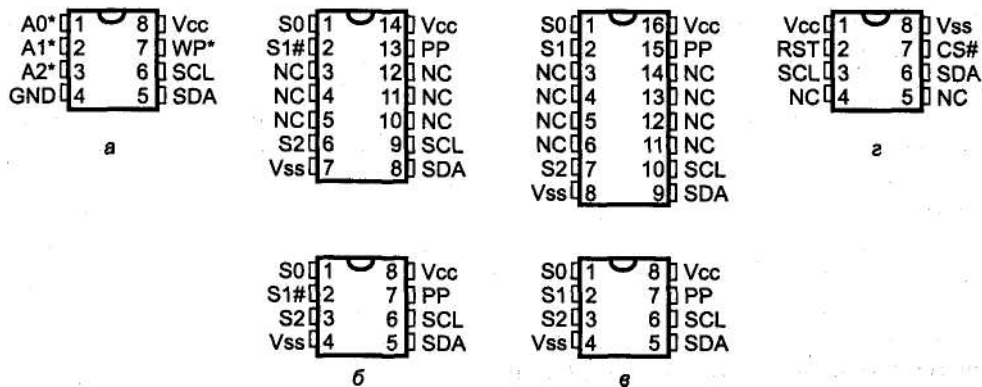 A0* 1 8 Vcc
A1* 2 7 WP*
A2* 3 6 SCL
GND 4 5 SDA
а
S0 1 14 Vcc
S1# 2 13 PP
NC 3 12 NC
NC 4 11 NC
NC 5 10 NC
S2 6 9 SCL
Vss 7 8 SDA
S0 1 16 Vcc
S1 2 15 PP
NC 3 14 NC
NC 4 13 NC
NC 5 12 NC
NC 6 11 NC
S2 7 10 SCL
Vss 8 9 SDA
Vcc 1 8 Vss
RST 2 7 CS#
SCL 3 6 SDA
NC 4 5 NC
г
S0 1 8 Vcc
S1# 2 7 PP
S2 3 6 SCL
Vss 4 5 SDA
б
S0 1 8 Vcc
S1 2 7 PP
S2 3 6 SCL
Vss 4 5 SDA
в